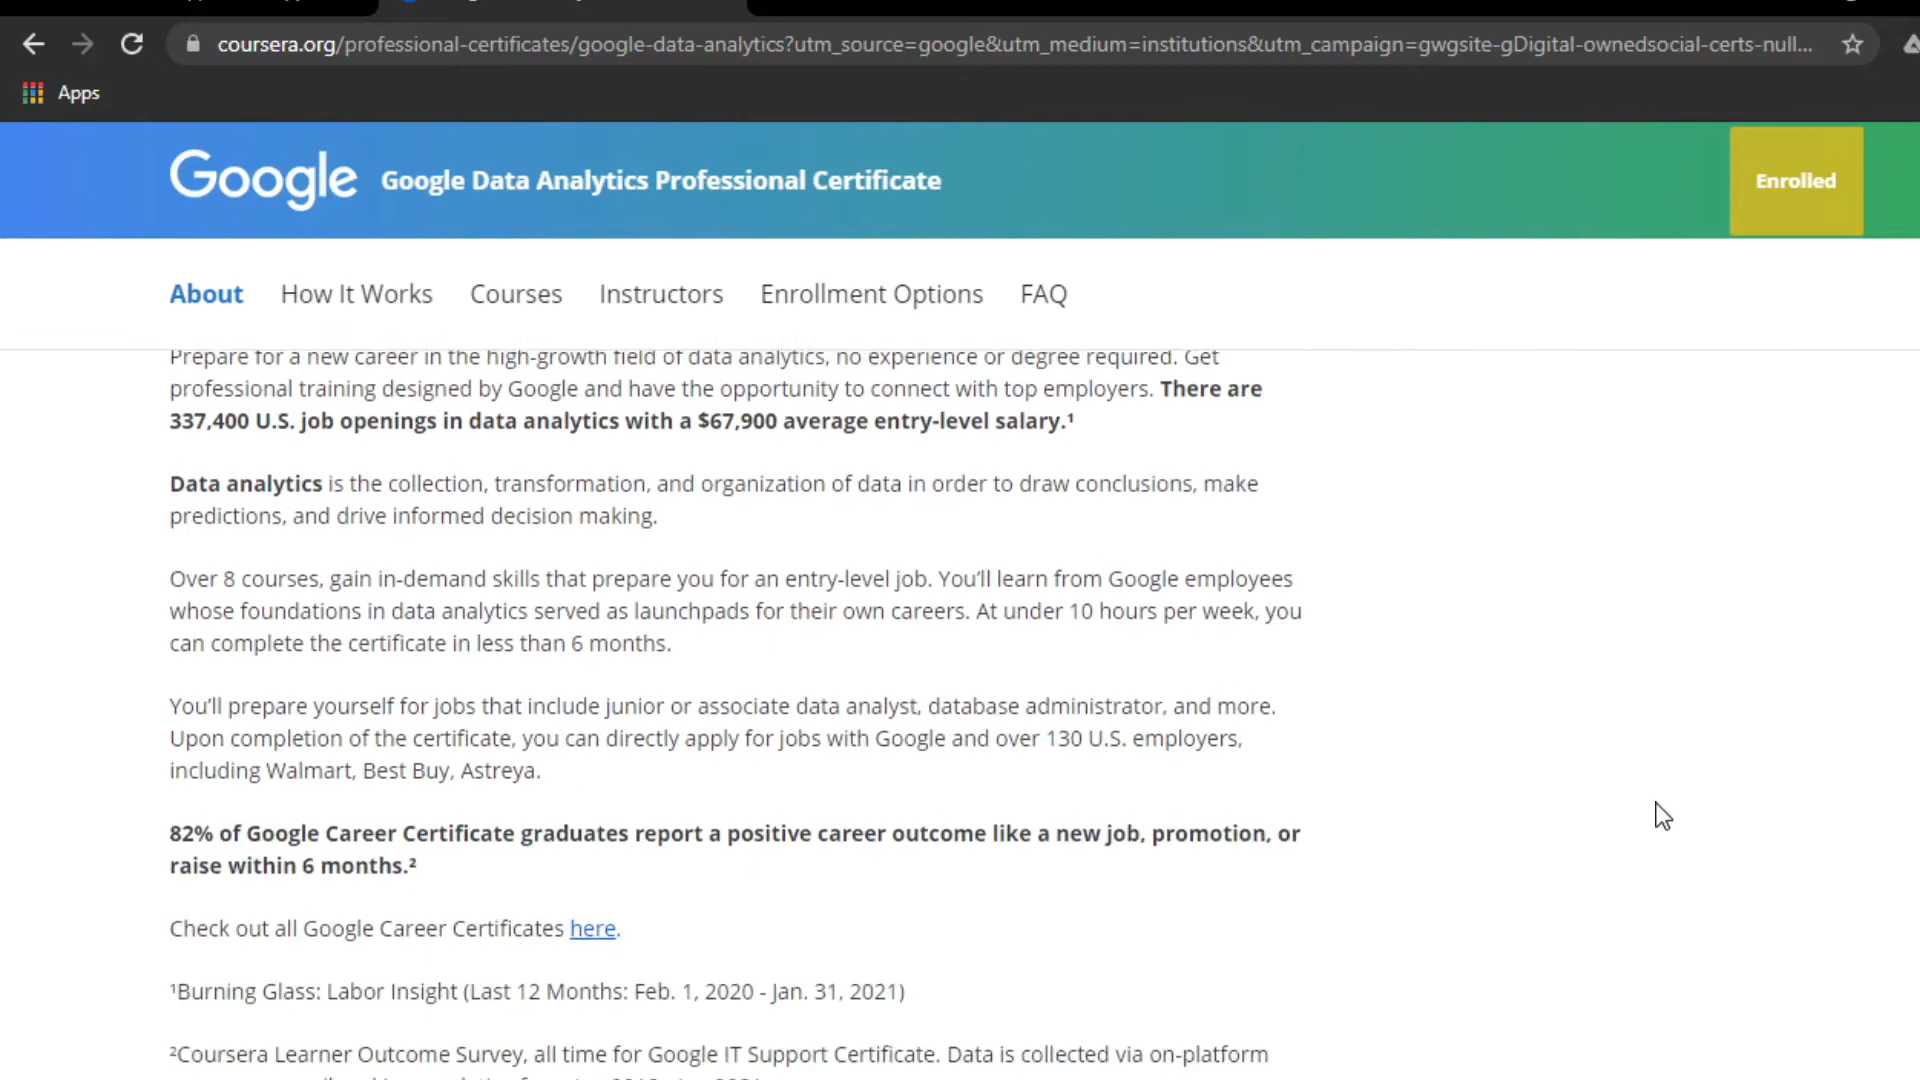 coursera.org/professional-certificates/google-data-analytics?utm_source=google&utm_medium=institutions&utm_campaign=gwgsite-gDigital-ownedsocial-certs-null...
Apps
Google Google Data Analytics Professional Certificate Enrolled
About How It Works Courses Instructors Enrollment Options FAQ
Prepare for a new career in the high-growth field of data analytics, no experience or degree required. Get
professional training designed by Google and have the opportunity to connect with top employers. There are
337,400 U.S. job openings in data analytics with a $67,900 average entry-level salary.¹
Data analytics is the collection, transformation, and organization of data in order to draw conclusions, make
predictions, and drive informed decision making.
Over 8 courses, gain in-demand skills that prepare you for an entry-level job. You’ll learn from Google employees
whose foundations in data analytics served as launchpads for their own careers. At under 10 hours per week, you
can complete the certificate in less than 6 months.
You’ll prepare yourself for jobs that include junior or associate data analyst, database administrator, and more.
Upon completion of the certificate, you can directly apply for jobs with Google and over 130 U.S. employers,
including Walmart, Best Buy, Astreya.
82% of Google Career Certificate graduates report a positive career outcome like a new job, promotion, or
raise within 6 months.²
Check out all Google Career Certificates here.
¹Burning Glass: Labor Insight (Last 12 Months: Feb. 1, 2020 - Jan. 31, 2021)
²Coursera Learner Outcome Survey, all time for Google IT Support Certificate. Data is collected via on-platform